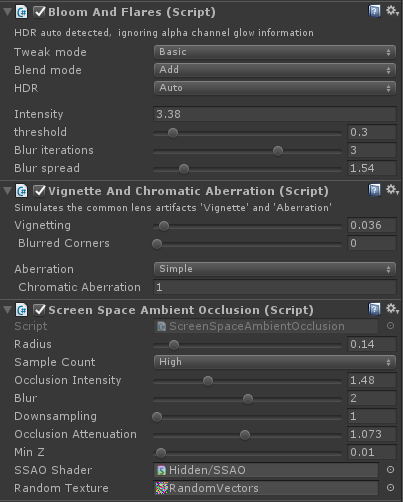 Bloom And Flares (Script)
HDR auto detected, ignoring alpha channel glow information
Tweak mode Basic
Blend mode Add
HDR Auto
Intensity 3.38
threshold 0.3
Blur iterations 3
Blur spread 1.54
Vignette And Chromatic Aberration (Script)
Simulates the common lens artifacts 'Vignette' and 'Aberration'
Vignetting 0.036
Blurred Corners 0
Aberration Simple
Chromatic Aberration 1
Screen Space Ambient Occlusion (Script)
Script ScreenSpaceAmbientOcclusion
Radius 0.14
Sample Count High
Occlusion Intensity 1.48
Blur 2
Downsampling 1
Occlusion Attenuation 1.073
Min Z 0.01
SSAO Shader Hidden/SSAO
Random Texture RandomVectors